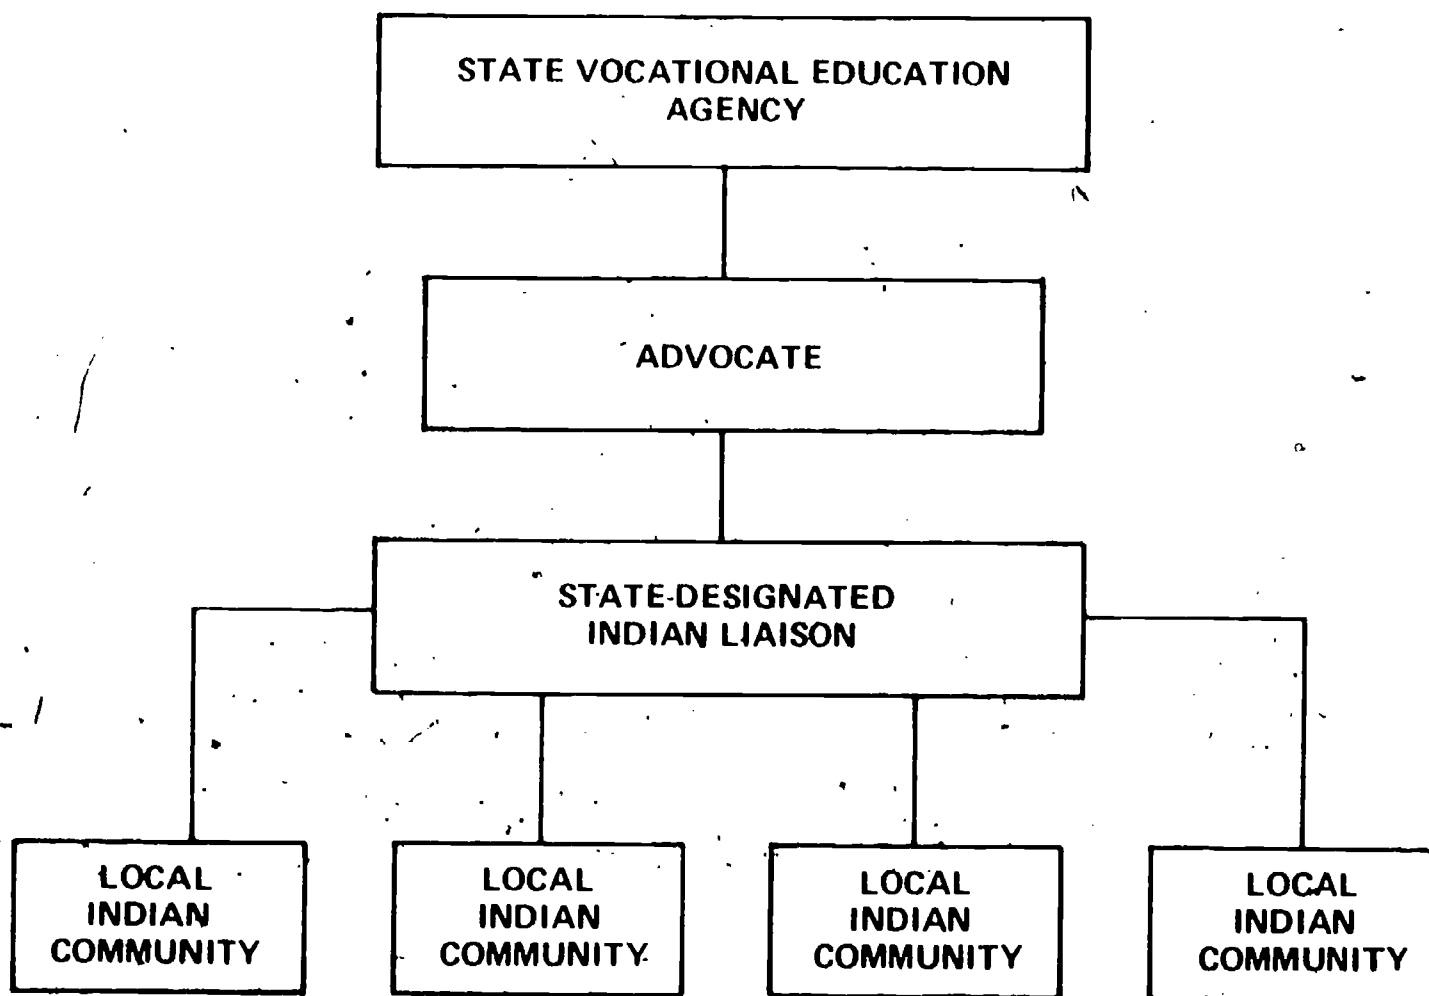 STATE VOCATIONAL EDUCATION
AGENCY
ADVOCATE
STATE-DESIGNATED
INDIAN LIAISON
LOCAL
INDIAN
COMMUNITY
LOCAL
INDIAN
COMMUNITY
LOCAL
INDIAN
COMMUNITY
LOCAL
INDIAN
COMMUNITY